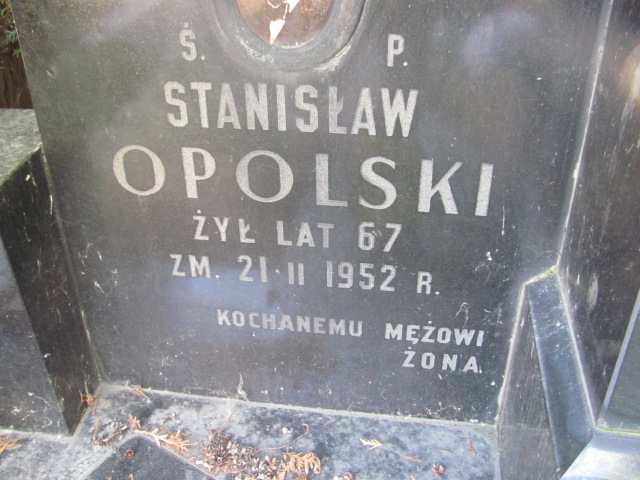 Ś. P.
STANISŁAW
OPOLSKI
ŻYŁ LAT 67
ZM. 21·II 1952 R.
KOCHANEMU MĘŻOWI
ŻONA